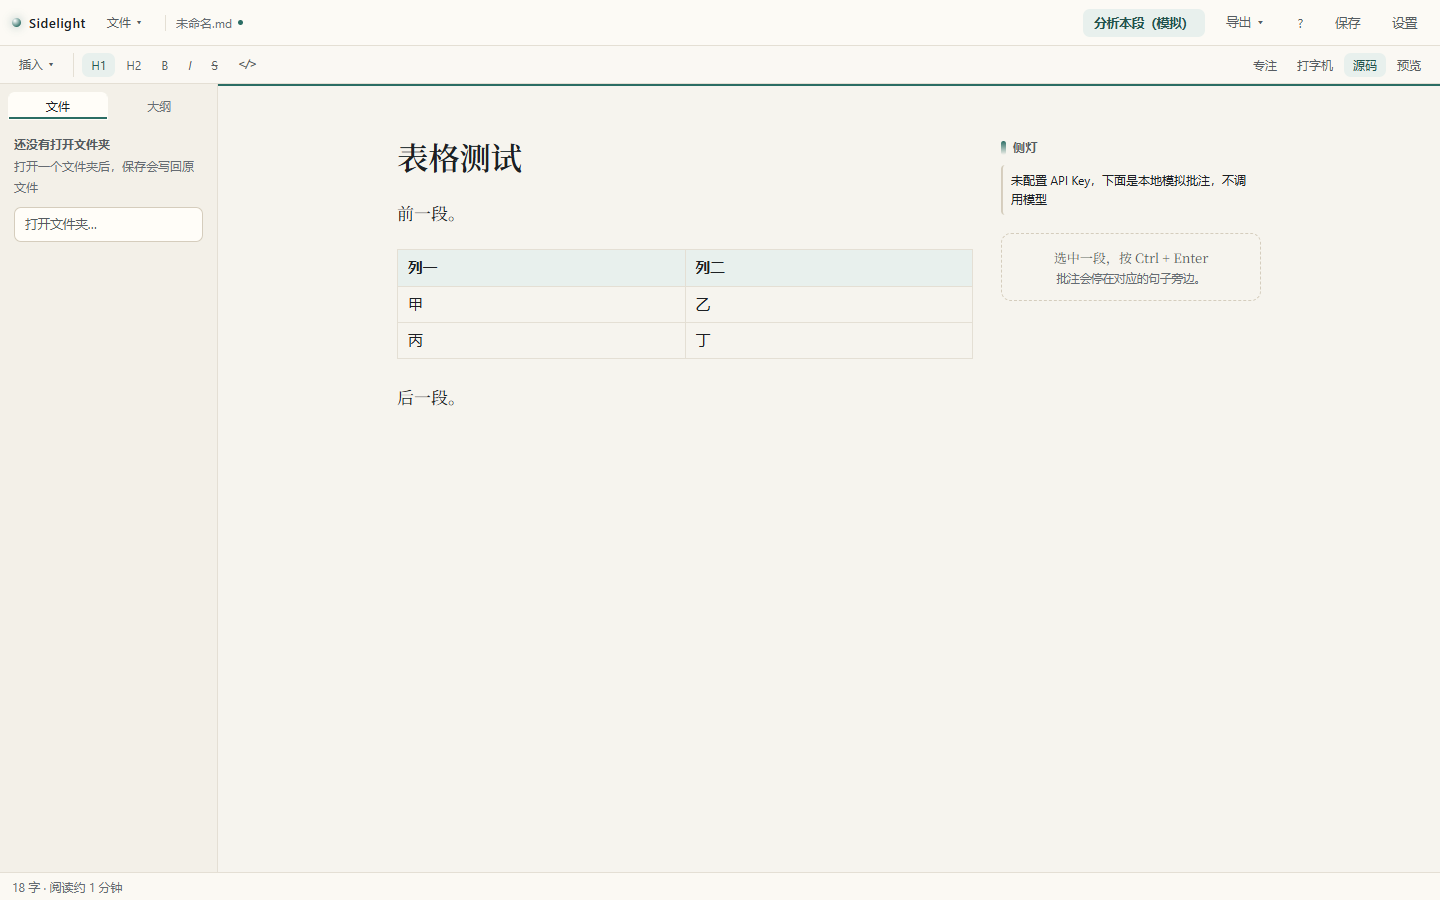 Sidelight 文件 未命名.md 分析本段（模拟） 导出 ? 保存 设置
插入 H1 H2 B I S </> 专注 打字机 源码 预览
文件 大纲
还没有打开文件夹
打开一个文件夹后，保存会写回原
文件
打开文件夹...
表格测试
前一段。
列一 列二
甲 乙
丙 丁
后一段。
侧灯
未配置 API Key，下面是本地模拟批注，不调
用模型
选中一段，按 Ctrl + Enter
批注会停在对应的句子旁边。
18 字 · 阅读约 1 分钟